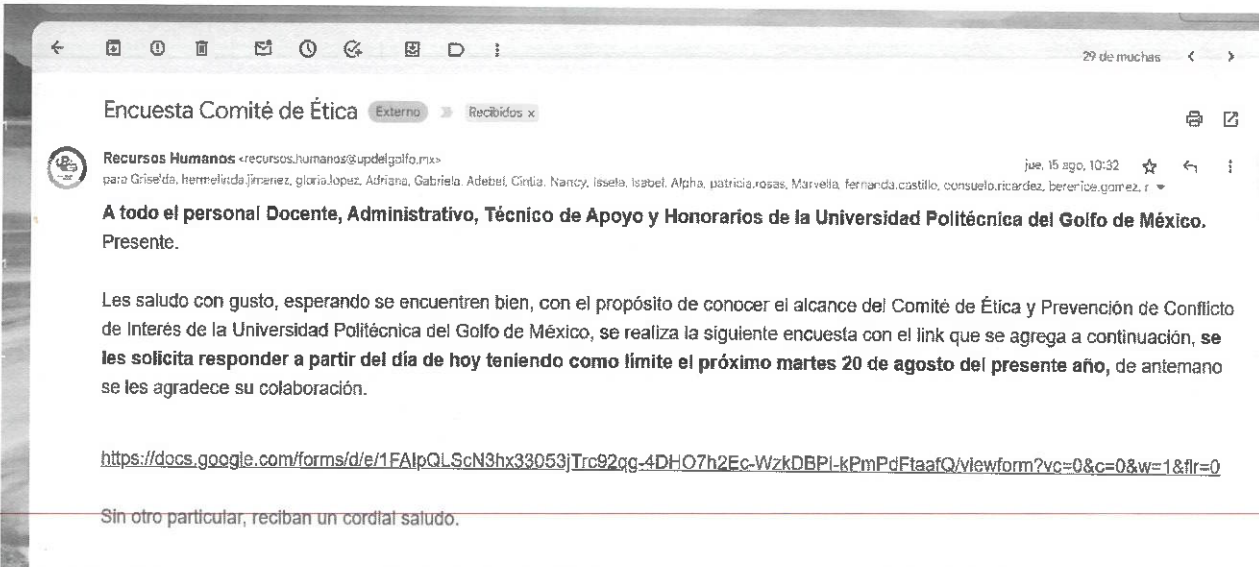 29 de muchas
Encuesta Comité de Ética Externo Recibidos x
Recursos Humanos <recursos.humanos@updelgolfo.mx>
jue, 15 ago, 10:32
para Griselda, hermelinda.jimenez, gloria.lopez, Adriana, Gabriela, Adebei, Cintia, Nancy, Issela, Isabel, Alpha, patricia.rosas, Marvella, fernanda.castillo, consuelo.ricardez, berenice.gomez, r
A todo el personal Docente, Administrativo, Técnico de Apoyo y Honorarios de la Universidad Politécnica del Golfo de México.
Presente.
Les saludo con gusto, esperando se encuentren bien, con el propósito de conocer el alcance del Comité de Ética y Prevención de Conflicto
de Interés de la Universidad Politécnica del Golfo de México, se realiza la siguiente encuesta con el link que se agrega a continuación, se
les solicita responder a partir del día de hoy teniendo como límite el próximo martes 20 de agosto del presente año, de antemano
se les agradece su colaboración.
https://docs.google.com/forms/d/e/1FAIpQLScN3hx33053jTrc92qg-4DHO7h2Ec-WzkDBPI-kPmPdFtaafQ/viewform?vc=0&c=0&w=1&flr=0
Sin otro particular, reciban un cordial saludo.